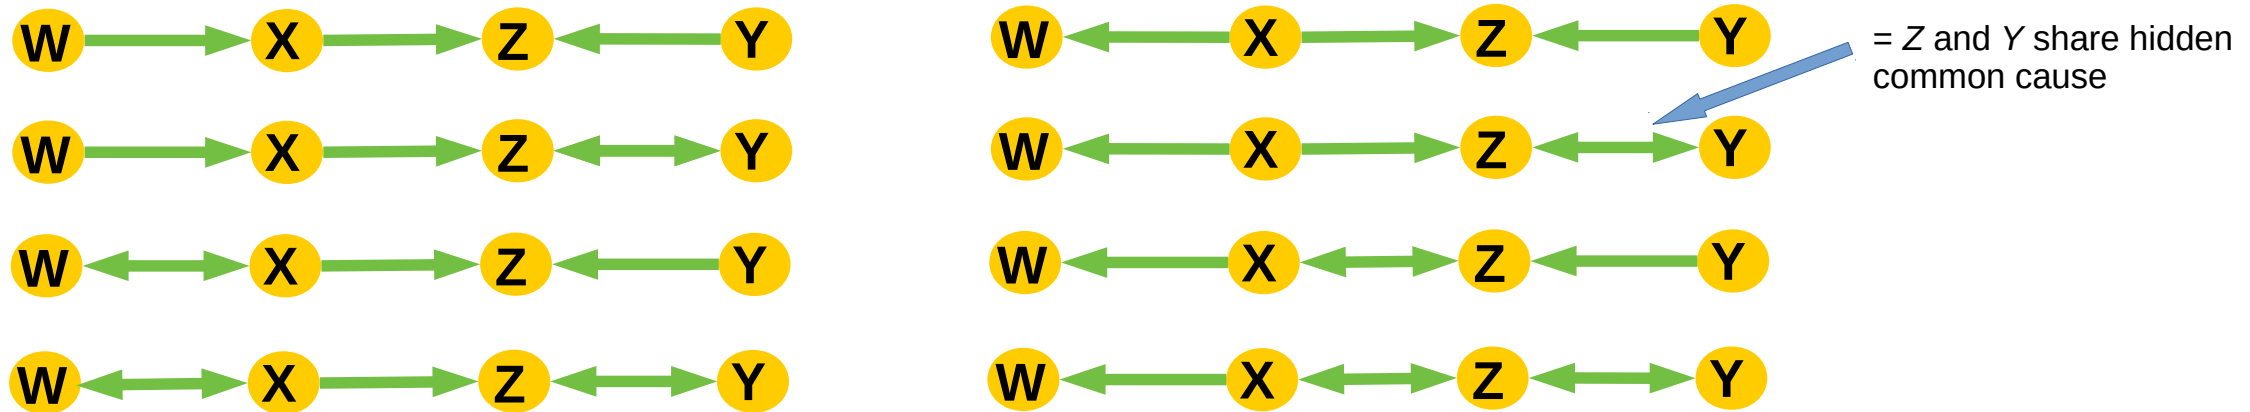 W X Z Y W X Z Y = Z and Y share hidden
common cause
W X Z Y W X Z Y
W X Z Y W X Z Y
W X Z Y W X Z Y